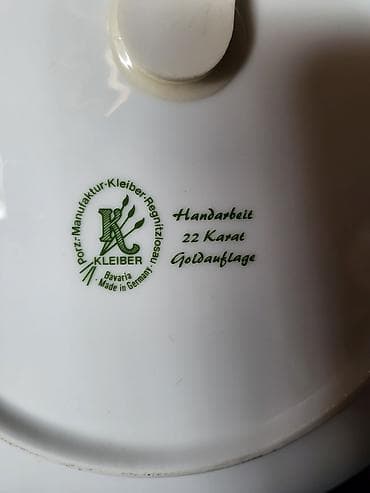 Porz.-Manufaktur-Kleiber-Regnitzlosau
K
KLEIBER
Bavaria
Made in Germany
Handarbeit
22 Karat
Goldauflage